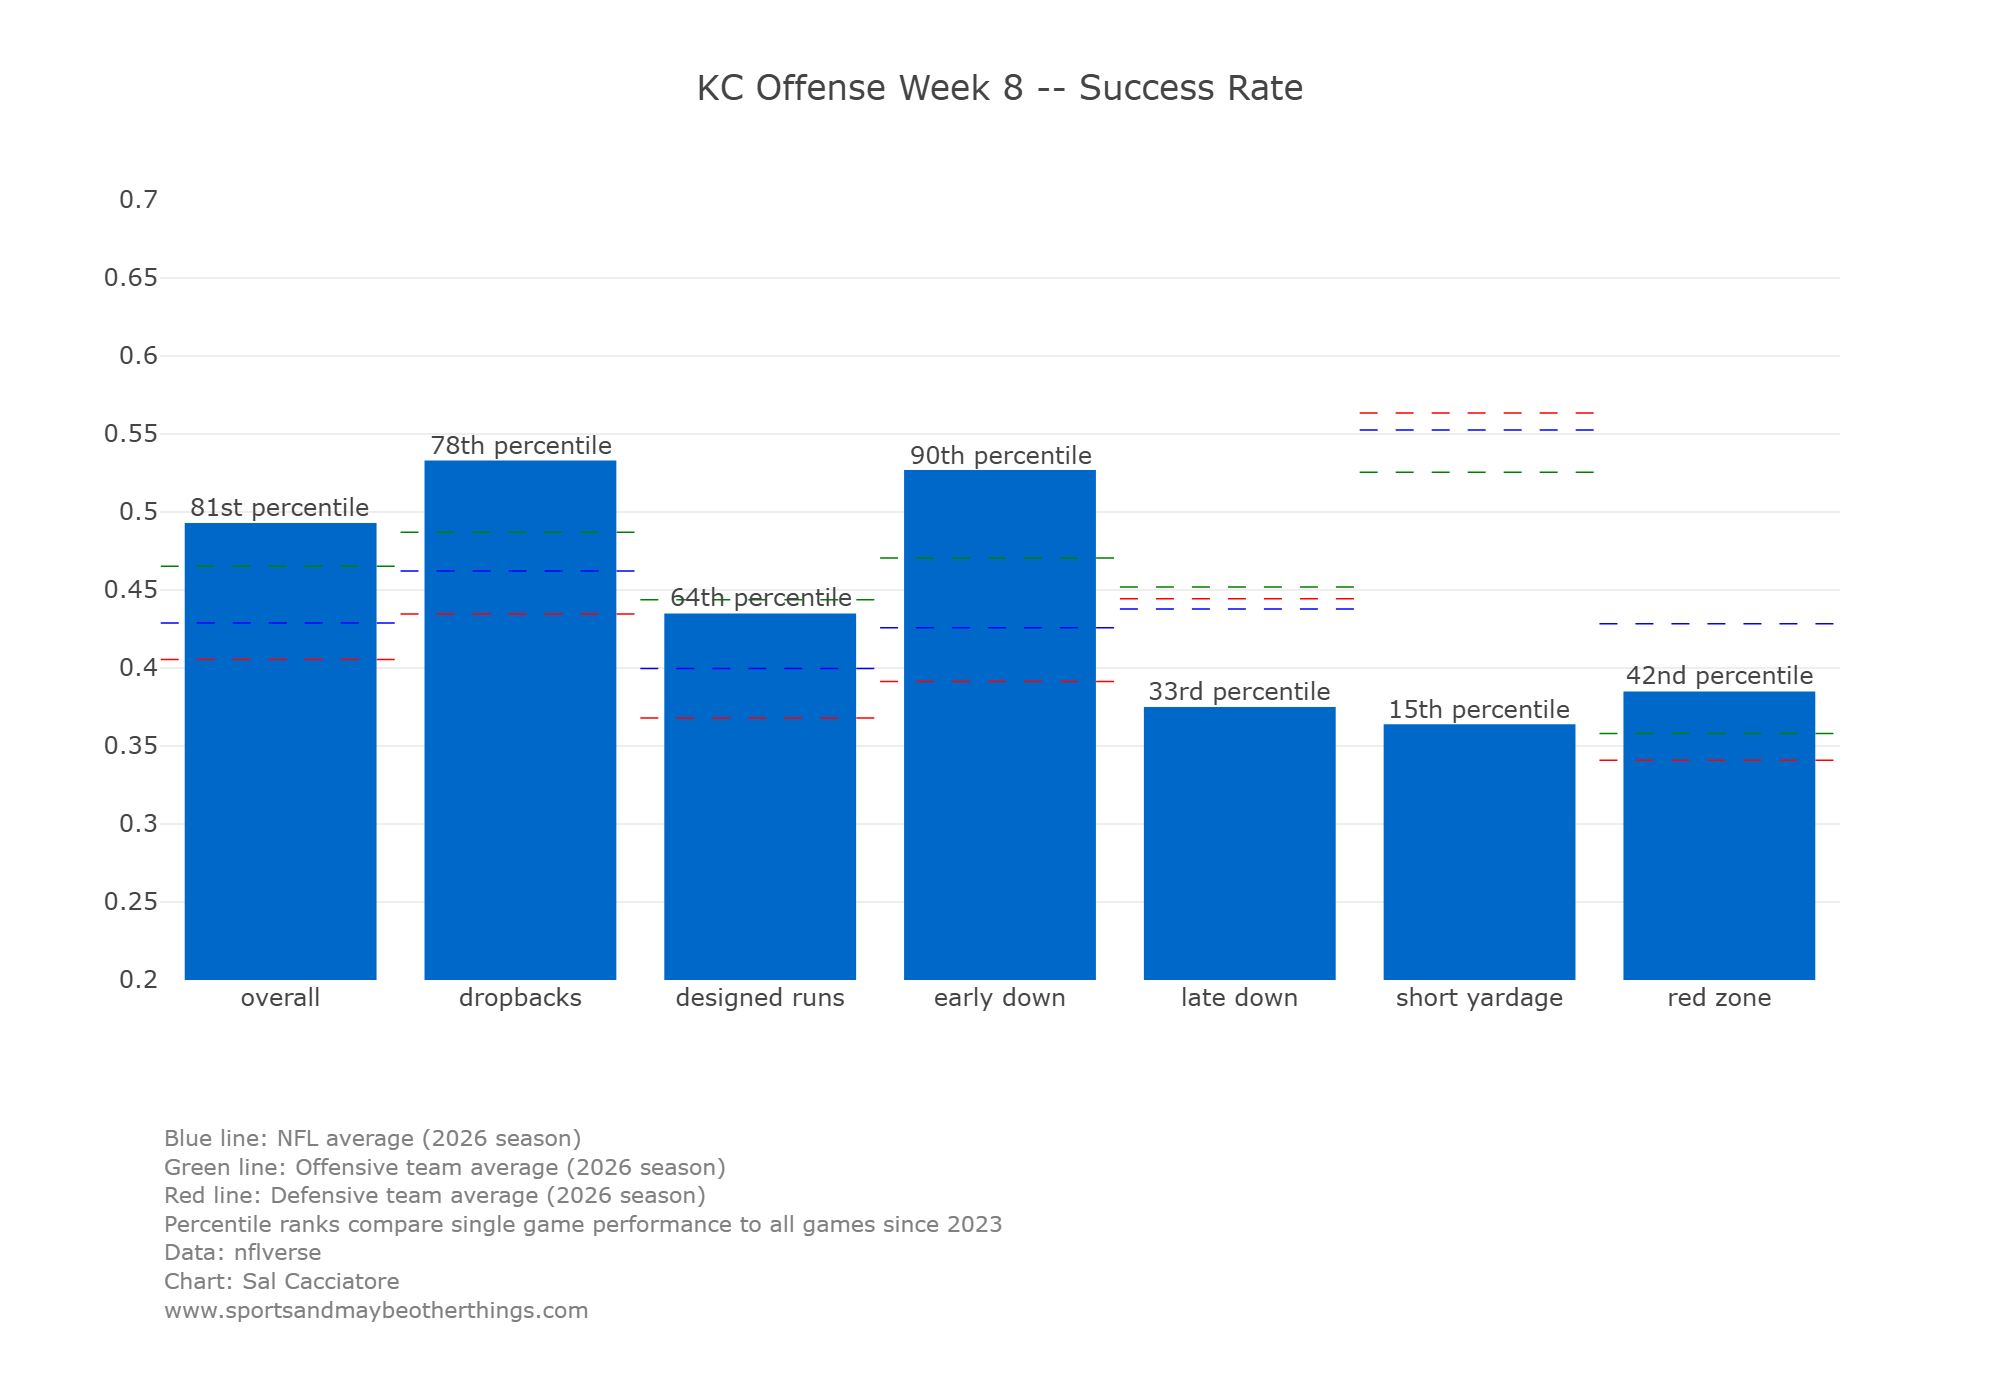 KC Offense Week 8 -- Success Rate
0.7
0.65
0.6
0.55
0.5
0.45
0.4
0.35
0.3
0.25
0.2
81st percentile
78th percentile
64th percentile
90th percentile
33rd percentile
15th percentile
42nd percentile
overall
dropbacks
designed runs
early down
late down
short yardage
red zone
Blue line: NFL average (2026 season)
Green line: Offensive team average (2026 season)
Red line: Defensive team average (2026 season)
Percentile ranks compare single game performance to all games since 2023
Data: nflverse
Chart: Sal Cacciatore
www.sportsandmaybeotherthings.com